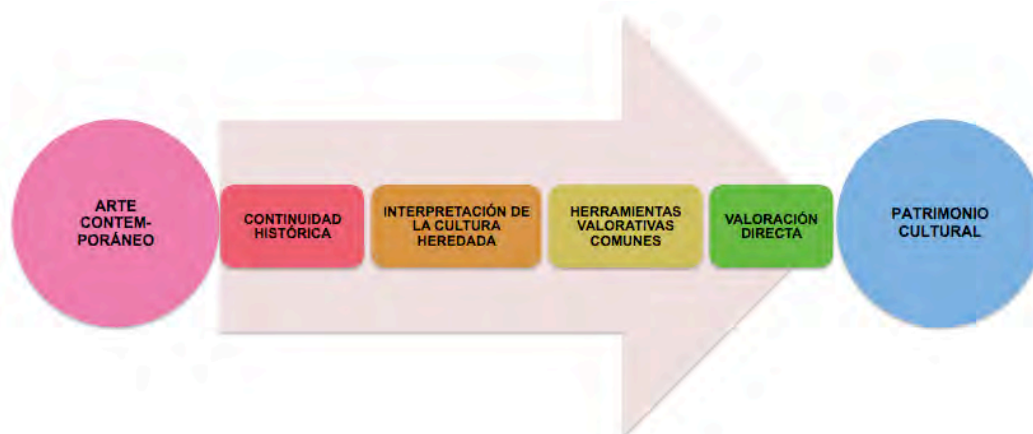 ARTE
CONTEM-
PORÁNEO
CONTINUIDAD
HISTÓRICA
INTERPRETACIÓN DE
LA CULTURA
HEREDADA
HERRAMIENTAS
VALORATIVAS
COMUNES
VALORACIÓN
DIRECTA
PATRIMONIO
CULTURAL